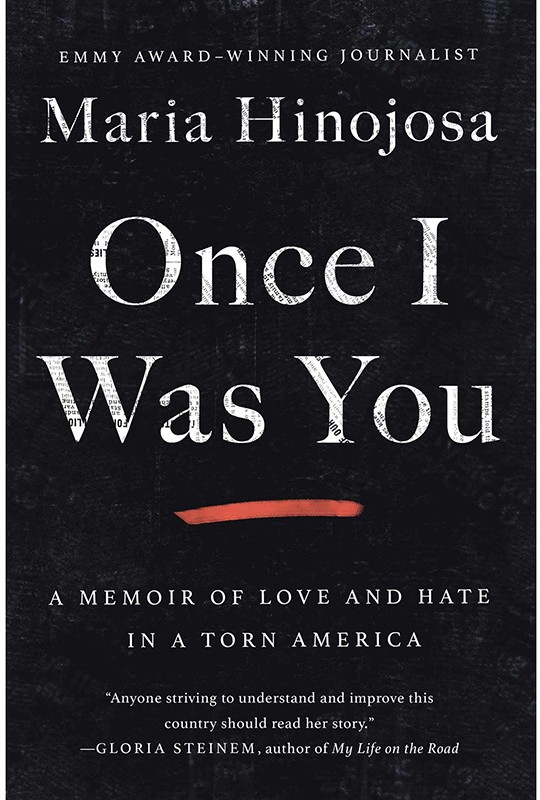 EMMY AWARD–WINNING JOURNALIST
Maria Hinojosa
Once I
Was You
A MEMOIR OF LOVE AND HATE
IN A TORN AMERICA
“Anyone striving to understand and improve this
country should read her story.”
—GLORIA STEINEM, author of My Life on the Road